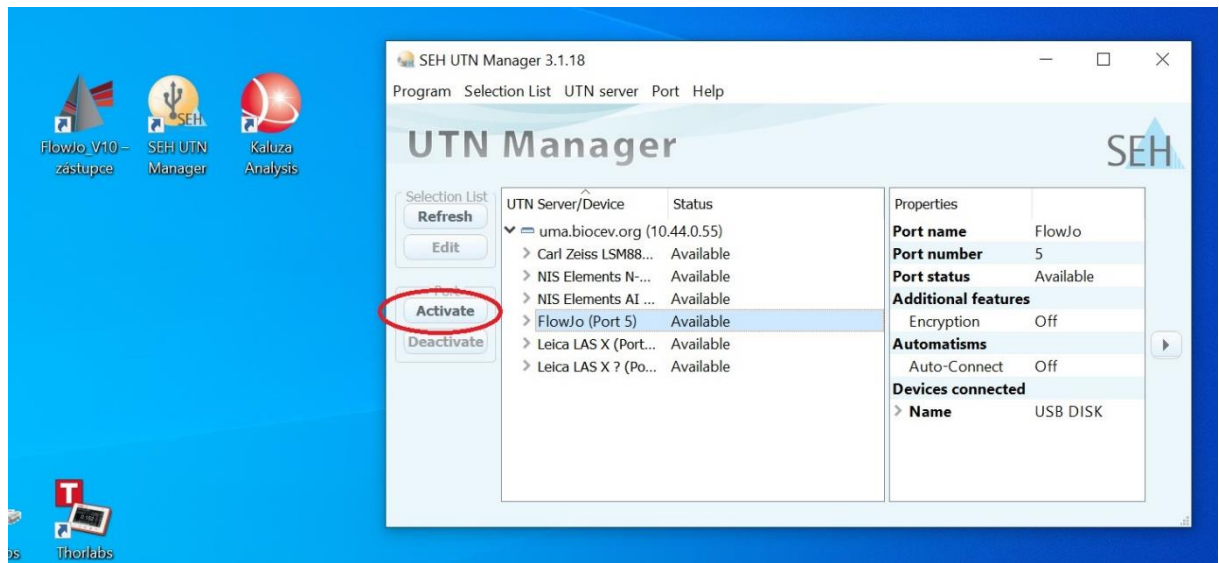 FlowJo_V10 –
zástupce
SEH
SEH UTN
Manager
Kaluza
Analysis
T
Thorlabs
SEH UTN Manager 3.1.18
Program Selection List UTN server Port Help
UTN Manager
SEH
Selection List
Refresh
Edit
Port
Activate
Deactivate
UTN Server/Device Status
uma.biocev.org (10.44.0.55)
Carl Zeiss LSM88... Available
NIS Elements N-... Available
NIS Elements AI ... Available
FlowJo (Port 5) Available
Leica LAS X (Port... Available
Leica LAS X ? (Po... Available
Properties
Port name FlowJo
Port number 5
Port status Available
Additional features
Encryption Off
Automatisms
Auto-Connect Off
Devices connected
Name USB DISK